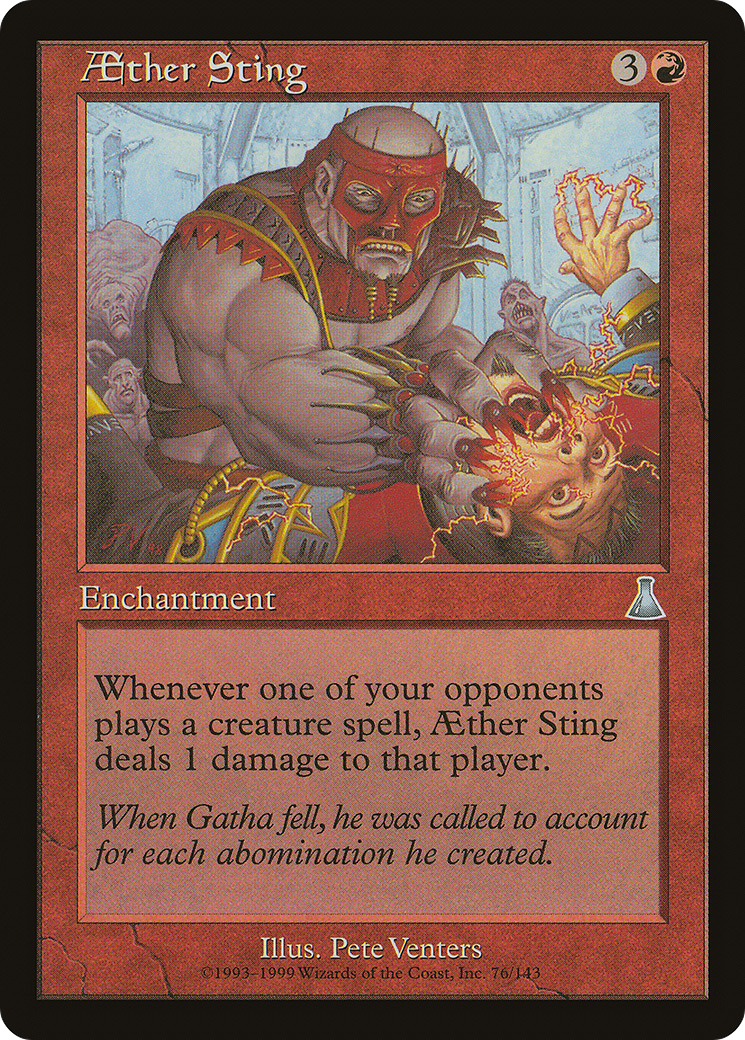 Æther Sting
3
Enchantment
Whenever one of your opponents
plays a creature spell, Æther Sting
deals 1 damage to that player.
When Gatha fell, he was called to account
for each abomination he created.
Illus. Pete Venters
©1993–1999 Wizards of the Coast, Inc. 76/143